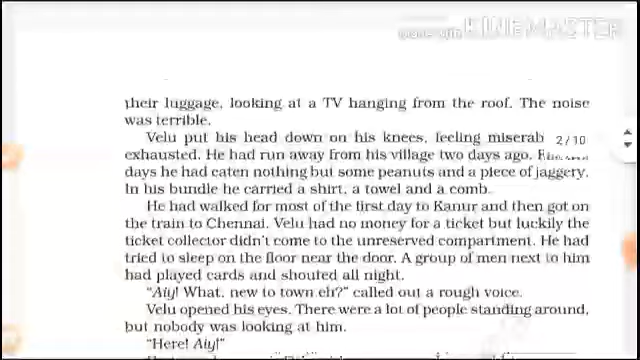 Made with KINEMASTER
their luggage, looking at a TV hanging from the roof. The noise
was terrible.
Velu put his head down on his knees, feeling miserab
2/10
exhausted. He had run away from his village two days ago.
days he had eaten nothing but some peanuts and a piece of jaggery.
In his bundle he carried a shirt, a towel and a comb.
He had walked for most of the first day to Kanur and then got on
the train to Chennai. Velu had no money for a ticket but luckily the
ticket collector didn't come to the unreserved compartment. He had
tried to sleep on the floor near the door. A group of men next to him
had played cards and shouted all night.
"Aiy! What, new to town eh?" called out a rough voice.
Velu opened his eyes. There were a lot of people standing around,
but nobody was looking at him.
"Here! Aiy!"